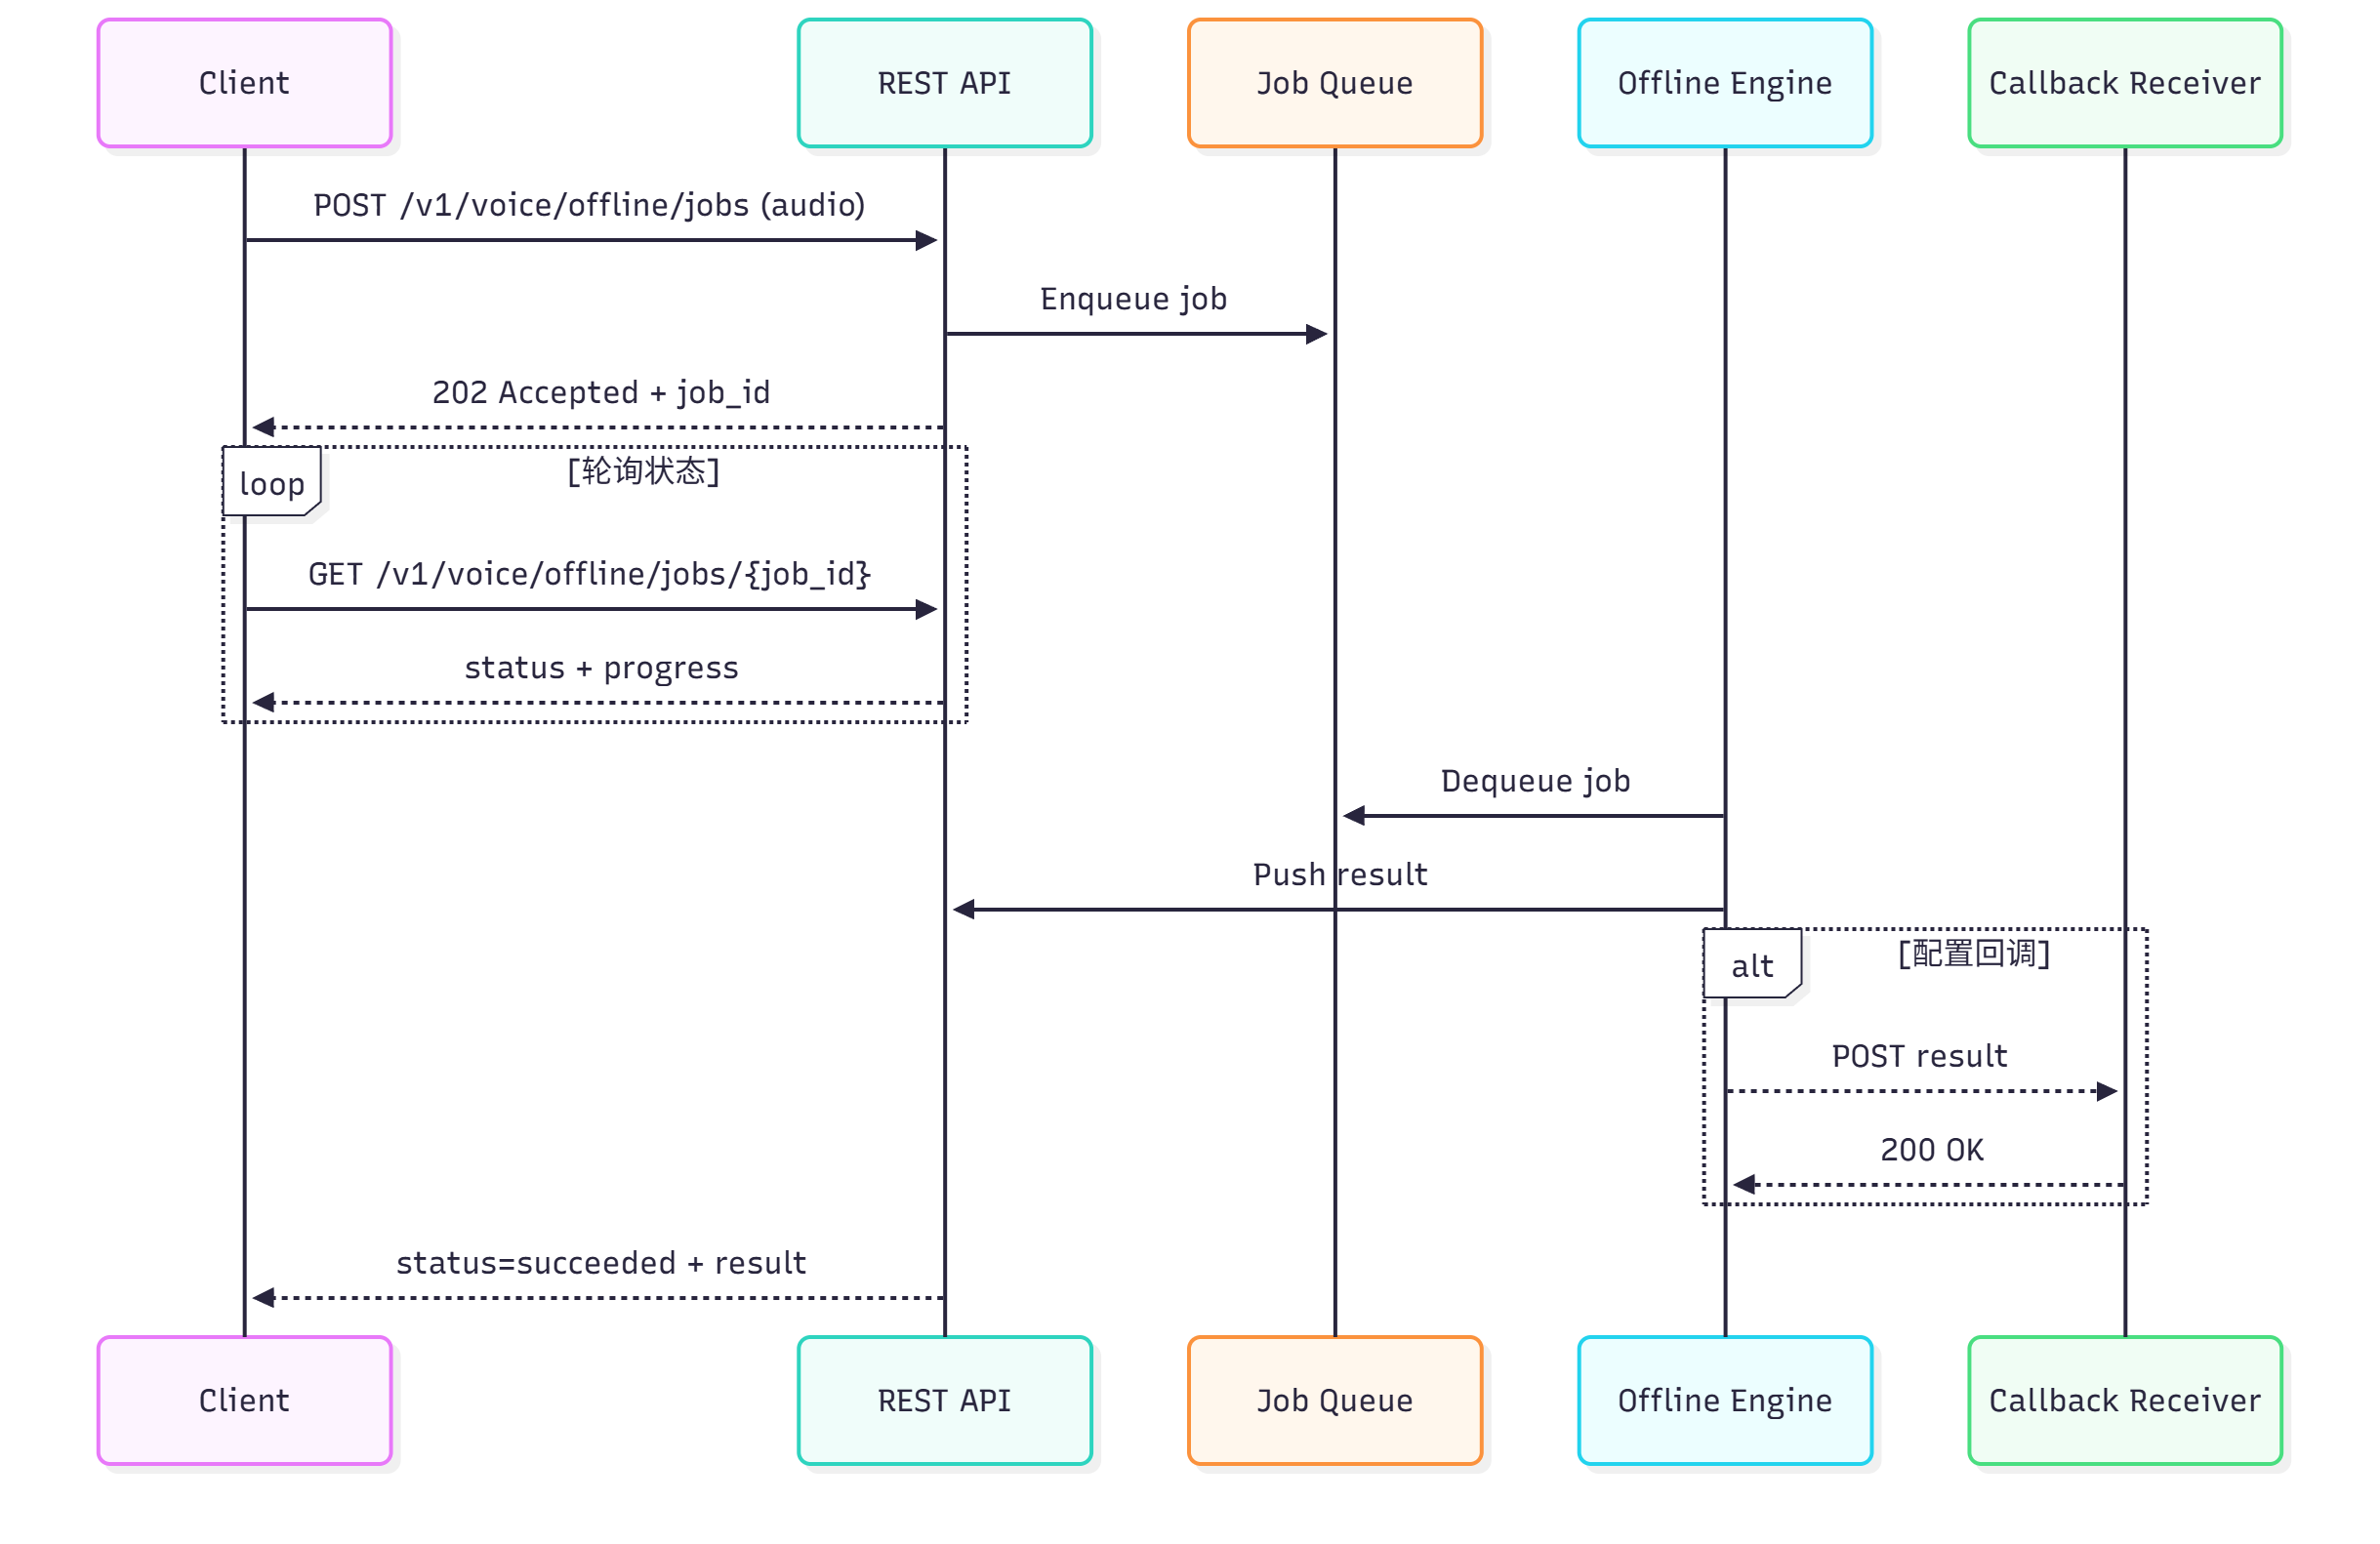 Client
REST API
Job Queue
Offline Engine
Callback Receiver
POST /v1/voice/offline/jobs (audio)
Enqueue job
202 Accepted + job_id
loop
[轮询状态]
GET /v1/voice/offline/jobs/{job_id}
status + progress
Dequeue job
Push result
alt
[配置回调]
POST result
200 OK
status=succeeded + result
Client
REST API
Job Queue
Offline Engine
Callback Receiver